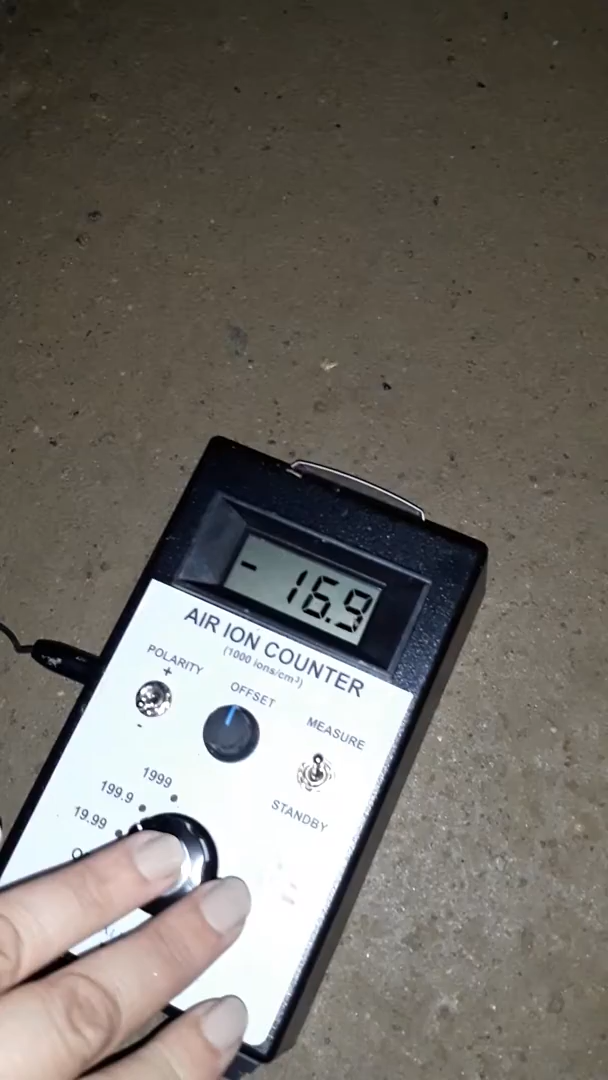 - 16.9
AIR ION COUNTER
(1000 ions/cm³)
POLARITY
+
-
OFFSET
MEASURE
STANDBY
1999
199.9
19.99